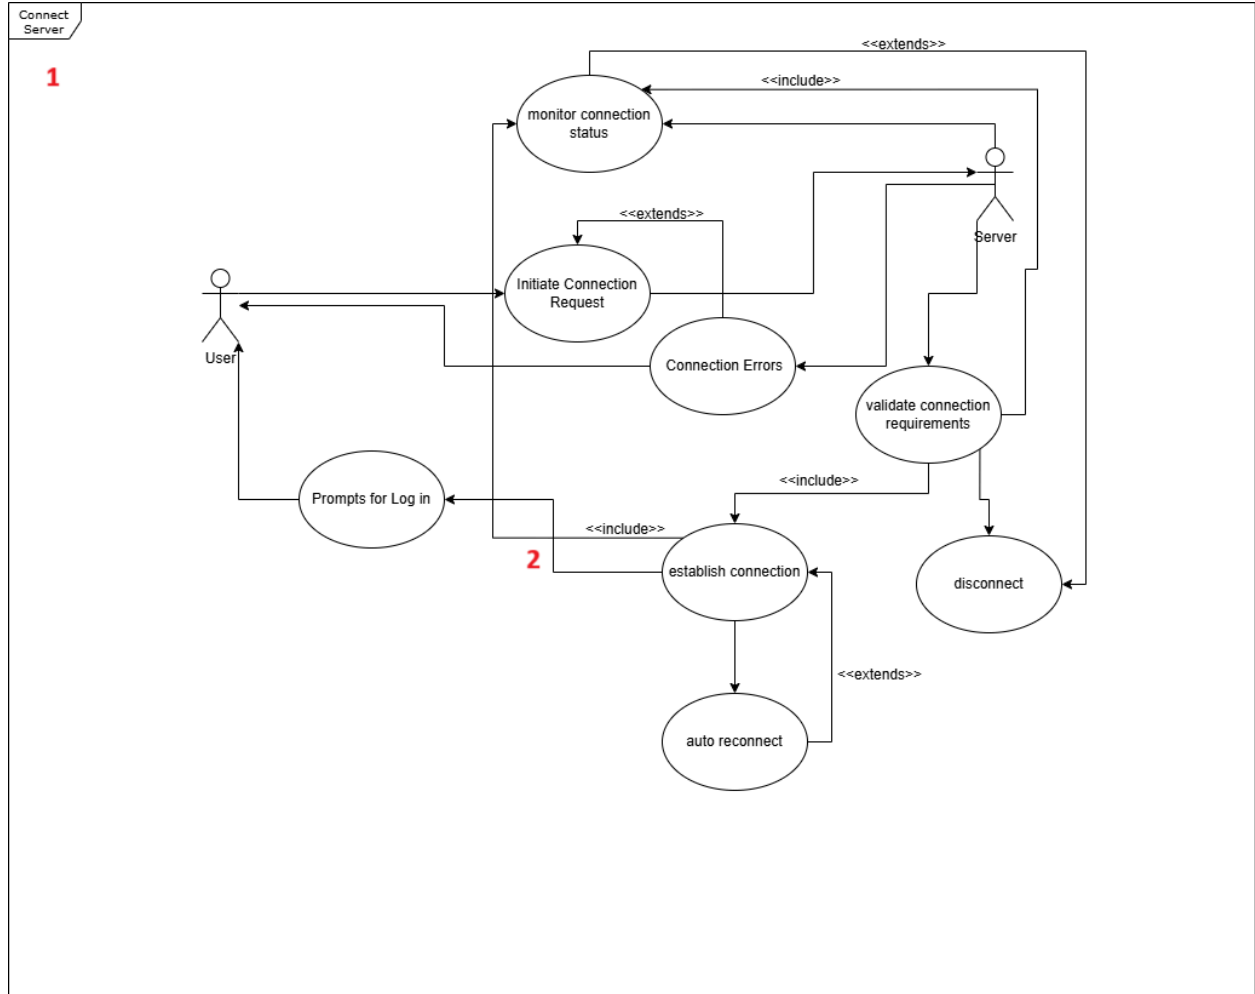 Connect
Server
1
<<extends>>
<<include>>
monitor connection
status
<<extends>>
Server
Initiate Connection
Request
User
Connection Errors
validate connection
requirements
<<include>>
Prompts for Log in
<<include>>
2
establish connection
disconnect
<<extends>>
auto reconnect